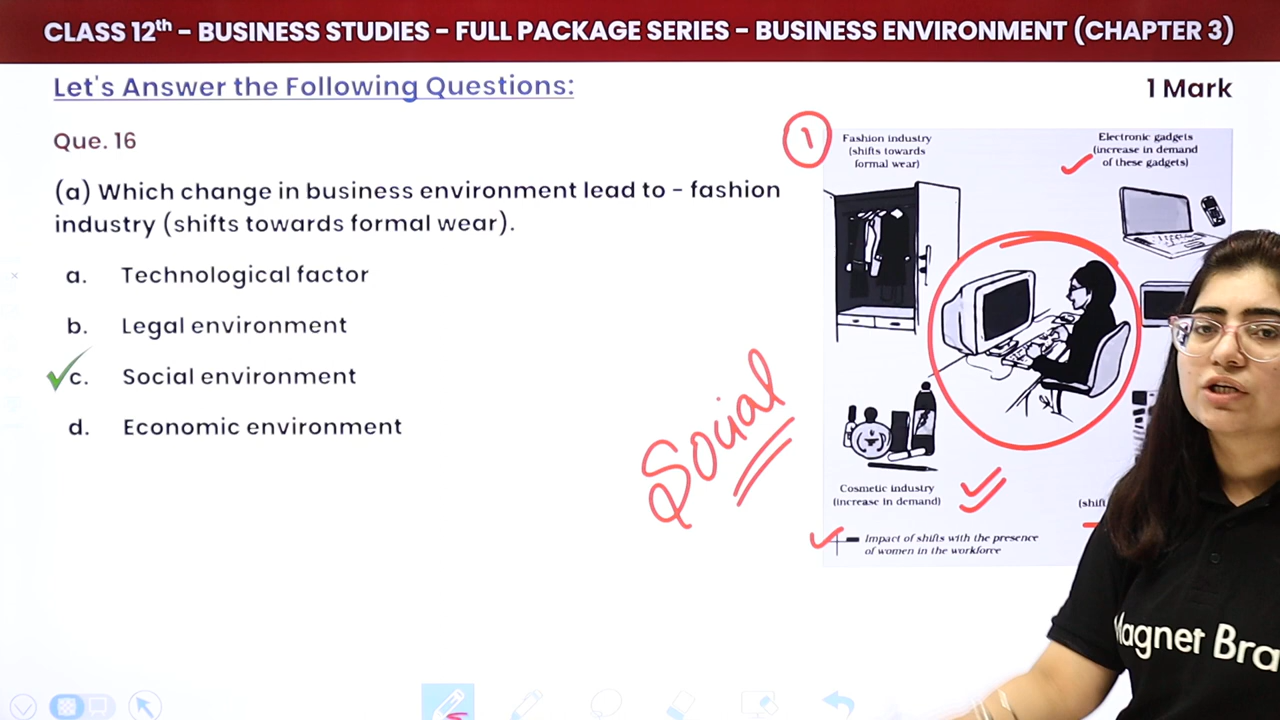 CLASS 12th – BUSINESS STUDIES – FULL PACKAGE SERIES – BUSINESS ENVIRONMENT (CHAPTER 3)
Let's Answer the Following Questions:
1 Mark
Que. 16
(a) Which change in business environment lead to – fashion
industry (shifts towards formal wear).
a. Technological factor
b. Legal environment
c. Social environment
d. Economic environment
Social
1
Fashion industry
(shifts towards
formal wear)
Electronic gadgets
(increase in demand
of these gadgets)
Cosmetic industry
(increase in demand)
(shift
Impact of shifts with the presence
of women in the workforce
Magnet Bra